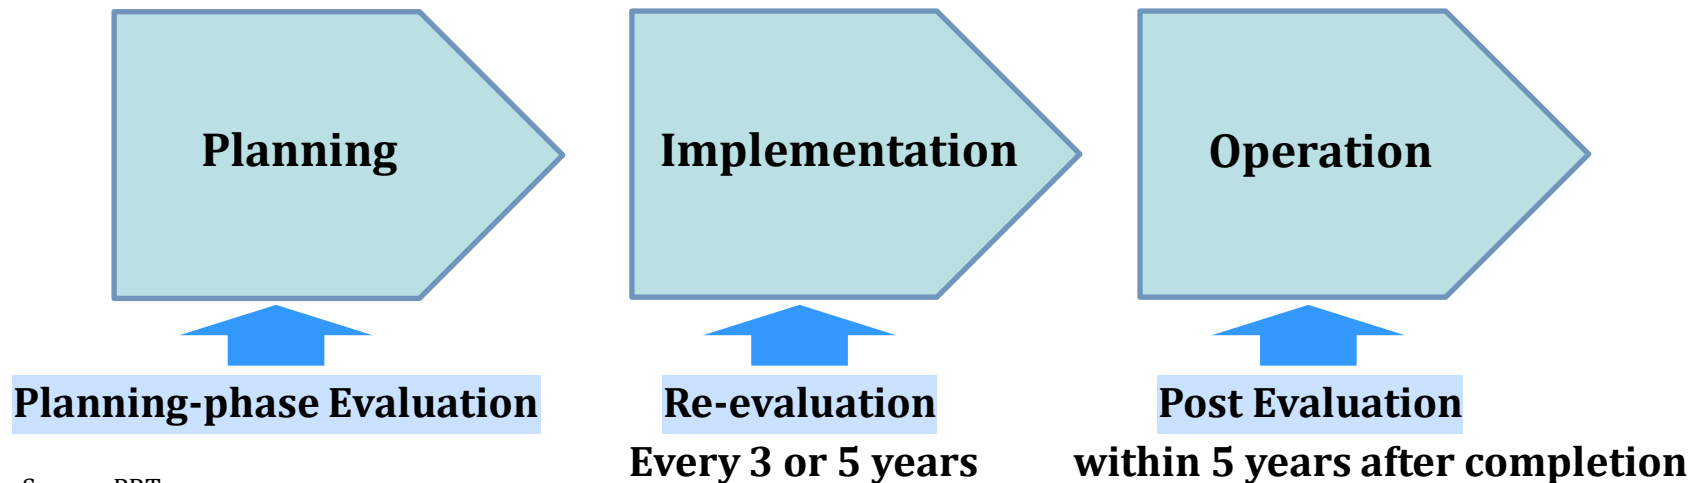 Planning
Implementation
Operation
Planning-phase Evaluation
Re-evaluation
Post Evaluation
Every 3 or 5 years
within 5 years after completion